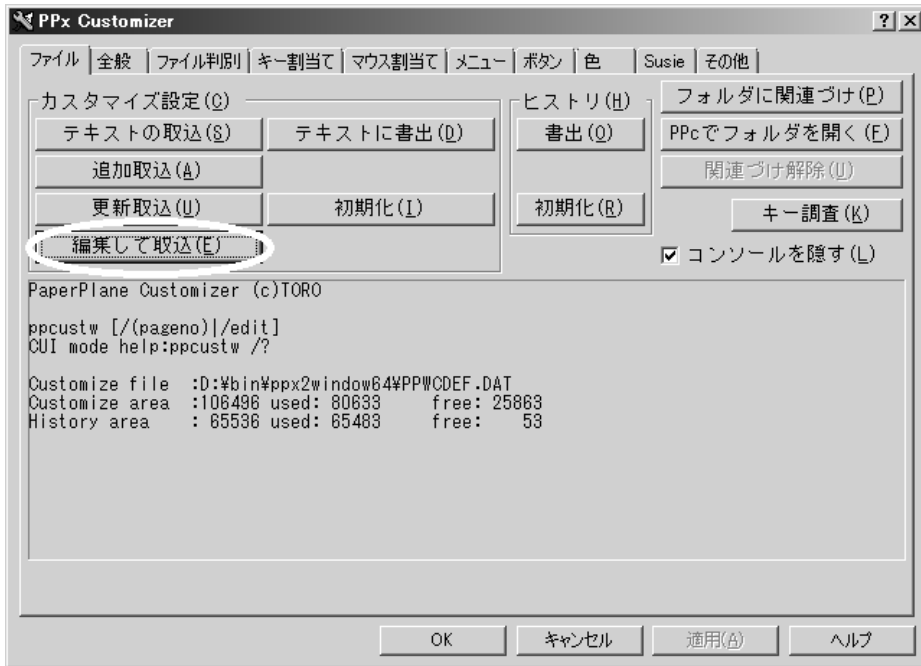 PPx Customizer
ファイル 全般 ファイル判別 キー割当て マウス割当て メニュー ボタン 色 Susie その他
カスタマイズ設定(C)
テキストの取込(S) テキストに書出(D)
追加取込(A)
更新取込(U) 初期化(I)
編集して取込(E)
ヒストリ(H)
書出(O)
初期化(R)
フォルダに関連づけ(P)
PPcでフォルダを開く(F)
関連づけ解除(U)
キー調査(K)
コンソールを隠す(L)
PaperPlane Customizer (c)TORO
ppcustw [/(pageno)|/edit]
CUI mode help:ppcustw /?
Customize file :D:¥bin¥ppx2window64¥PPWCDEF.DAT
Customize area :106496 used: 80633 free: 25863
History area : 65536 used: 65483 free: 53
OK キャンセル 適用(A) ヘルプ